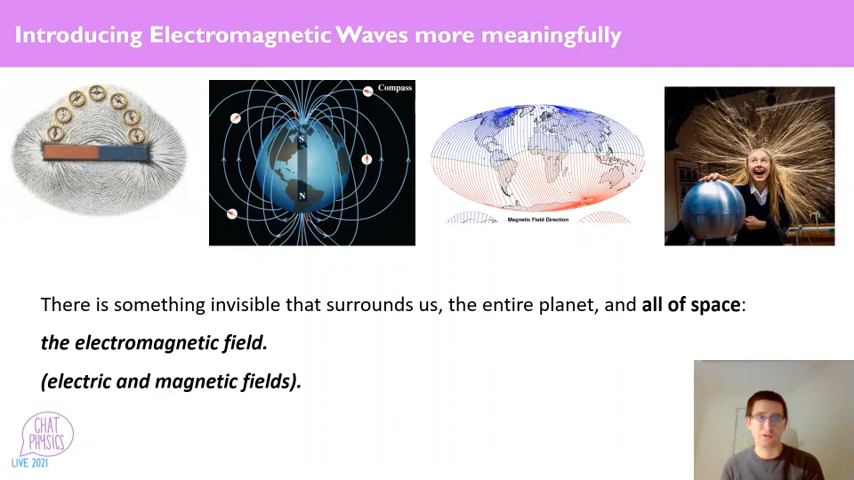 Introducing Electromagnetic Waves more meaningfully
Compass
S
N
Magnetic Field Direction
There is something invisible that surrounds us, the entire planet, and all of space:
the electromagnetic field.
(electric and magnetic fields).
CHAT
PHYSICS
LIVE 2021